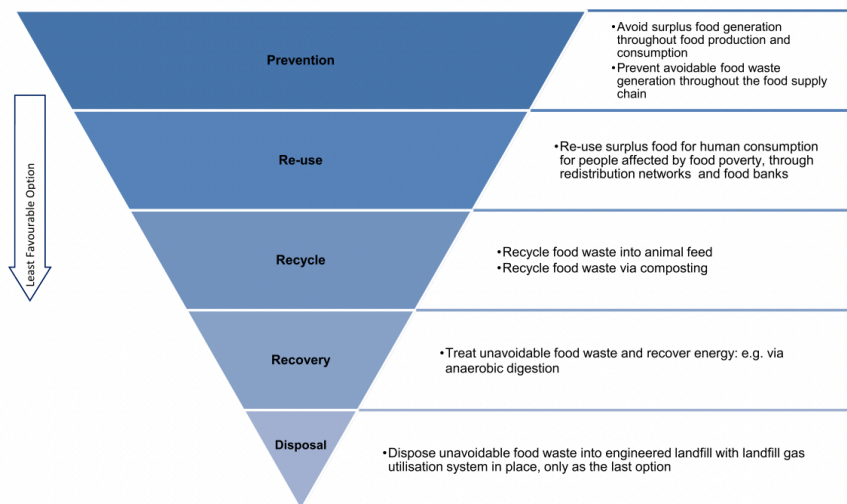 Prevention
•Avoid surplus food generation
throughout food production and
consumption
•Prevent avoidable food waste
generation throughout the food supply
chain
Least Favourable Option
Re-use
•Re-use surplus food for human consumption
for people affected by food poverty, through
redistribution networks and food banks
Recycle
•Recycle food waste into animal feed
•Recycle food waste via composting
Recovery
•Treat unavoidable food waste and recover energy: e.g. via
anaerobic digestion
Disposal
•Dispose unavoidable food waste into engineered landfill with landfill gas
utilisation system in place, only as the last option